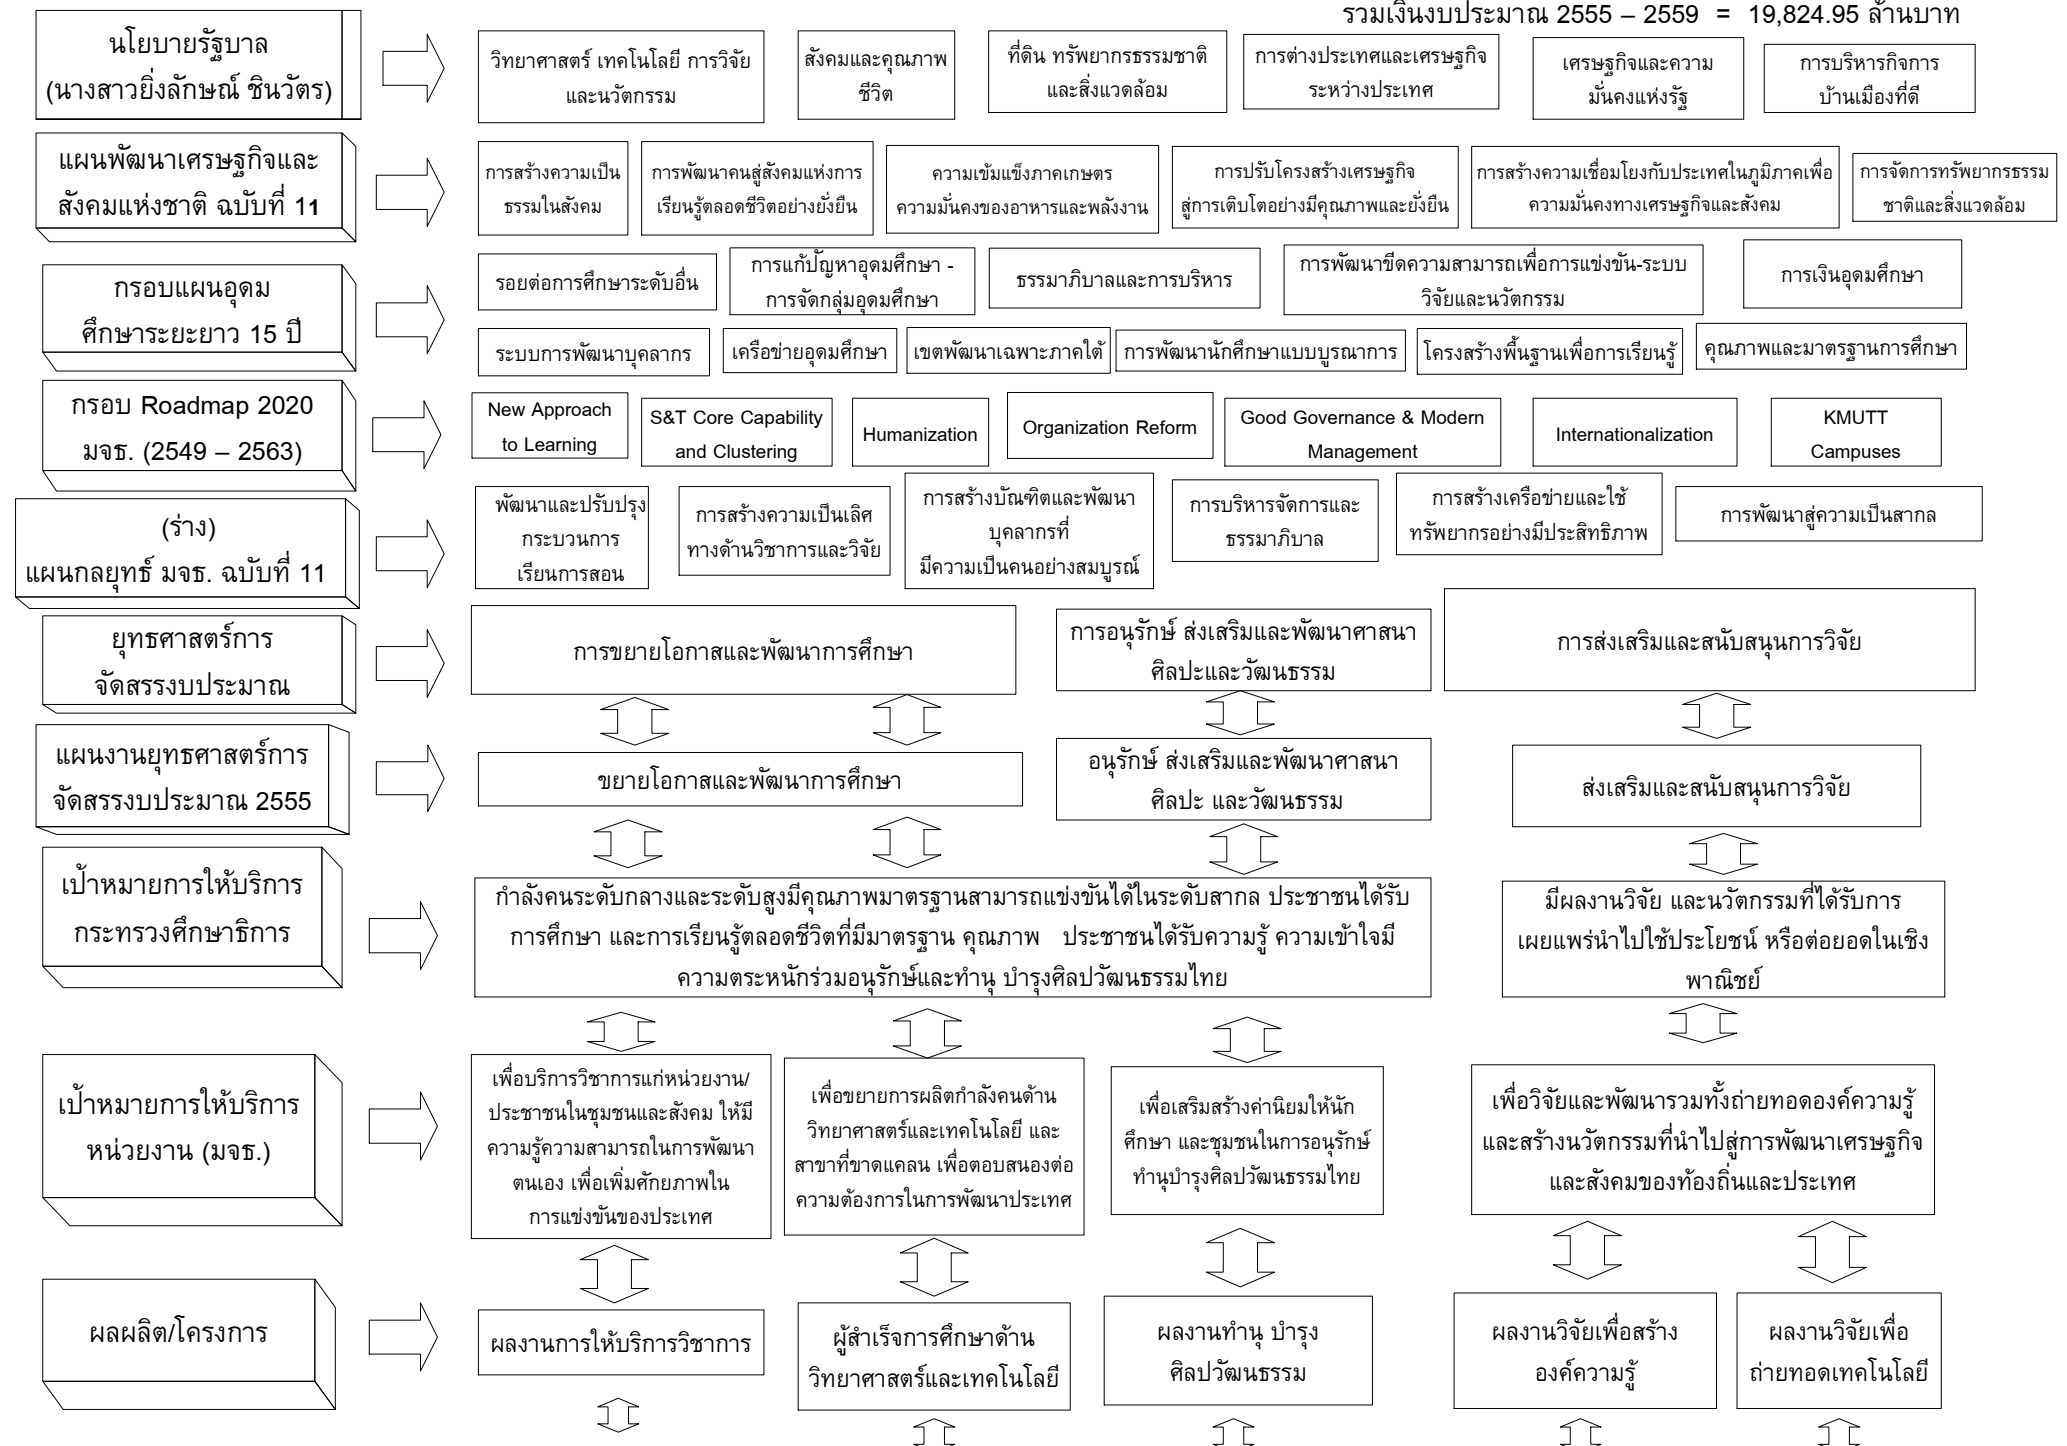 รวมเงินงบประมาณ 2555 – 2559 = 19,824.95 ล้านบาท
นโยบายรัฐบาล
(นางสาวยิ่งลักษณ์ ชินวัตร)
วิทยาศาสตร์ เทคโนโลยี การวิจัย
และนวัตกรรม
สังคมและคุณภาพ
ชีวิต
ที่ดิน ทรัพยากรธรรมชาติ
และสิ่งแวดล้อม
การต่างประเทศและเศรษฐกิจ
ระหว่างประเทศ
เศรษฐกิจและความ
มั่นคงแห่งรัฐ
การบริหารกิจการ
บ้านเมืองที่ดี
แผนพัฒนาเศรษฐกิจและ
สังคมแห่งชาติ ฉบับที่ 11
การสร้างความเป็น
ธรรมในสังคม
การพัฒนาคนสู่สังคมแห่งการ
เรียนรู้ตลอดชีวิตอย่างยั่งยืน
ความเข้มแข็งภาคเกษตร
ความมั่นคงของอาหารและพลังงาน
การปรับโครงสร้างเศรษฐกิจ
สู่การเติบโตอย่างมีคุณภาพและยั่งยืน
การสร้างความเชื่อมโยงกับประเทศในภูมิภาคเพื่อ
ความมั่นคงทางเศรษฐกิจและสังคม
การจัดการทรัพยากรธรรม
ชาติและสิ่งแวดล้อม
กรอบแผนอุดม
ศึกษาระยะยาว 15 ปี
รอยต่อการศึกษาระดับอื่น
การแก้ปัญหาอุดมศึกษา -
การจัดกลุ่มอุดมศึกษา
ธรรมาภิบาลและการบริหาร
การพัฒนาขีดความสามารถเพื่อการแข่งขัน-ระบบ
วิจัยและนวัตกรรม
การเงินอุดมศึกษา
ระบบการพัฒนาบุคลากร
เครือข่ายอุดมศึกษา
เขตพัฒนาเฉพาะภาคใต้
การพัฒนานักศึกษาแบบบูรณาการ
โครงสร้างพื้นฐานเพื่อการเรียนรู้
คุณภาพและมาตรฐานการศึกษา
กรอบ Roadmap 2020
มจธ. (2549 – 2563)
New Approach
to Learning
S&T Core Capability
and Clustering
Humanization
Organization Reform
Good Governance & Modern
Management
Internationalization
KMUTT
Campuses
(ร่าง)
แผนกลยุทธ์ มจธ. ฉบับที่ 11
พัฒนาและปรับปรุง
กระบวนการ
เรียนการสอน
การสร้างความเป็นเลิศ
ทางด้านวิชาการและวิจัย
การสร้างบัณฑิตและพัฒนา
บุคลากรที่
มีความเป็นคนอย่างสมบูรณ์
การบริหารจัดการและ
ธรรมาภิบาล
การสร้างเครือข่ายและใช้
ทรัพยากรอย่างมีประสิทธิภาพ
การพัฒนาสู่ความเป็นสากล
ยุทธศาสตร์การ
จัดสรรงบประมาณ
การขยายโอกาสและพัฒนาการศึกษา
การอนุรักษ์ ส่งเสริมและพัฒนาศาสนา
ศิลปะและวัฒนธรรม
การส่งเสริมและสนับสนุนการวิจัย
แผนงานยุทธศาสตร์การ
จัดสรรงบประมาณ 2555
ขยายโอกาสและพัฒนาการศึกษา
อนุรักษ์ ส่งเสริมและพัฒนาศาสนา
ศิลปะ และวัฒนธรรม
ส่งเสริมและสนับสนุนการวิจัย
เป้าหมายการให้บริการ
กระทรวงศึกษาธิการ
กำลังคนระดับกลางและระดับสูงมีคุณภาพมาตรฐานสามารถแข่งขันได้ในระดับสากล ประชาชนได้รับ
การศึกษา และการเรียนรู้ตลอดชีวิตที่มีมาตรฐาน คุณภาพ ประชาชนได้รับความรู้ ความเข้าใจมี
ความตระหนักร่วมอนุรักษ์และทำนุ บำรุงศิลปวัฒนธรรมไทย
มีผลงานวิจัย และนวัตกรรมที่ได้รับการ
เผยแพร่นำไปใช้ประโยชน์ หรือต่อยอดในเชิง
พาณิชย์
เป้าหมายการให้บริการ
หน่วยงาน (มจธ.)
เพื่อบริการวิชาการแก่หน่วยงาน/
ประชาชนในชุมชนและสังคม ให้มี
ความรู้ความสามารถในการพัฒนา
ตนเอง เพื่อเพิ่มศักยภาพใน
การแข่งขันของประเทศ
เพื่อขยายการผลิตกำลังคนด้าน
วิทยาศาสตร์และเทคโนโลยี และ
สาขาที่ขาดแคลน เพื่อตอบสนองต่อ
ความต้องการในการพัฒนาประเทศ
เพื่อเสริมสร้างค่านิยมให้นัก
ศึกษา และชุมชนในการอนุรักษ์
ทำนุบำรุงศิลปวัฒนธรรมไทย
เพื่อวิจัยและพัฒนารวมทั้งถ่ายทอดองค์ความรู้
และสร้างนวัตกรรมที่นำไปสู่การพัฒนาเศรษฐกิจ
และสังคมของท้องถิ่นและประเทศ
ผลผลิต/โครงการ
ผลงานการให้บริการวิชาการ
ผู้สำเร็จการศึกษาด้าน
วิทยาศาสตร์และเทคโนโลยี
ผลงานทำนุ บำรุง
ศิลปวัฒนธรรม
ผลงานวิจัยเพื่อสร้าง
องค์ความรู้
ผลงานวิจัยเพื่อ
ถ่ายทอดเทคโนโลยี